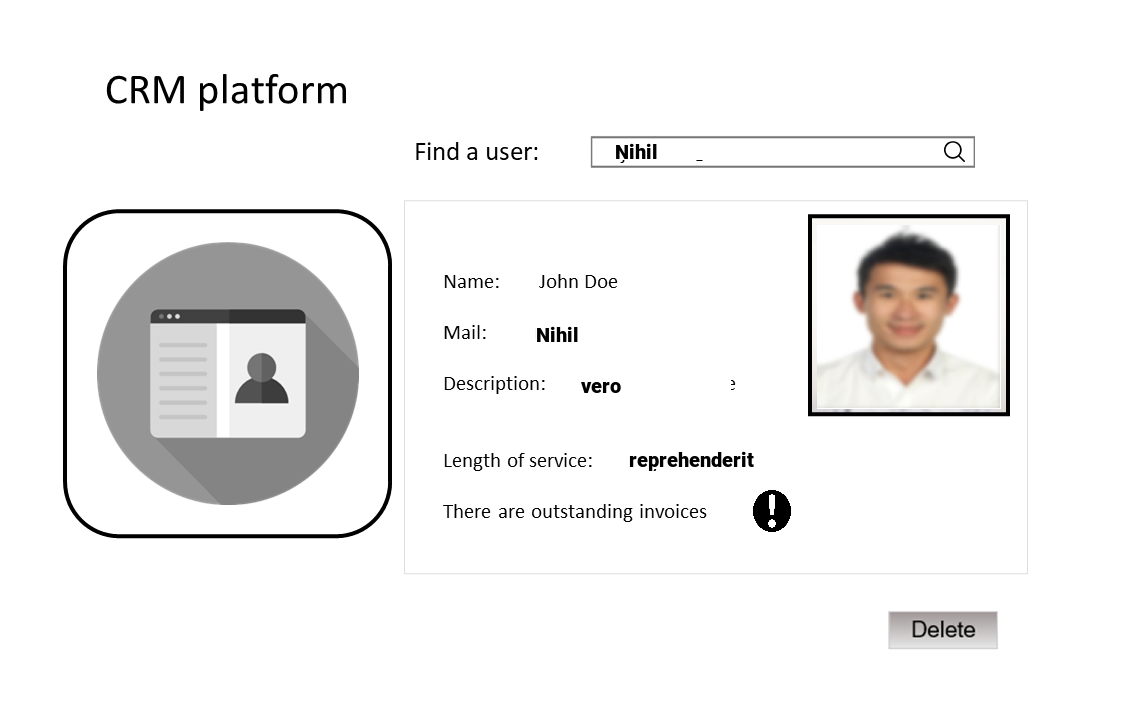 CRM platform
Find a user: Nihil
Name: John Doe
Mail: Nihil
Description: vero
Length of service: reprehenderit
There are outstanding invoices
Delete